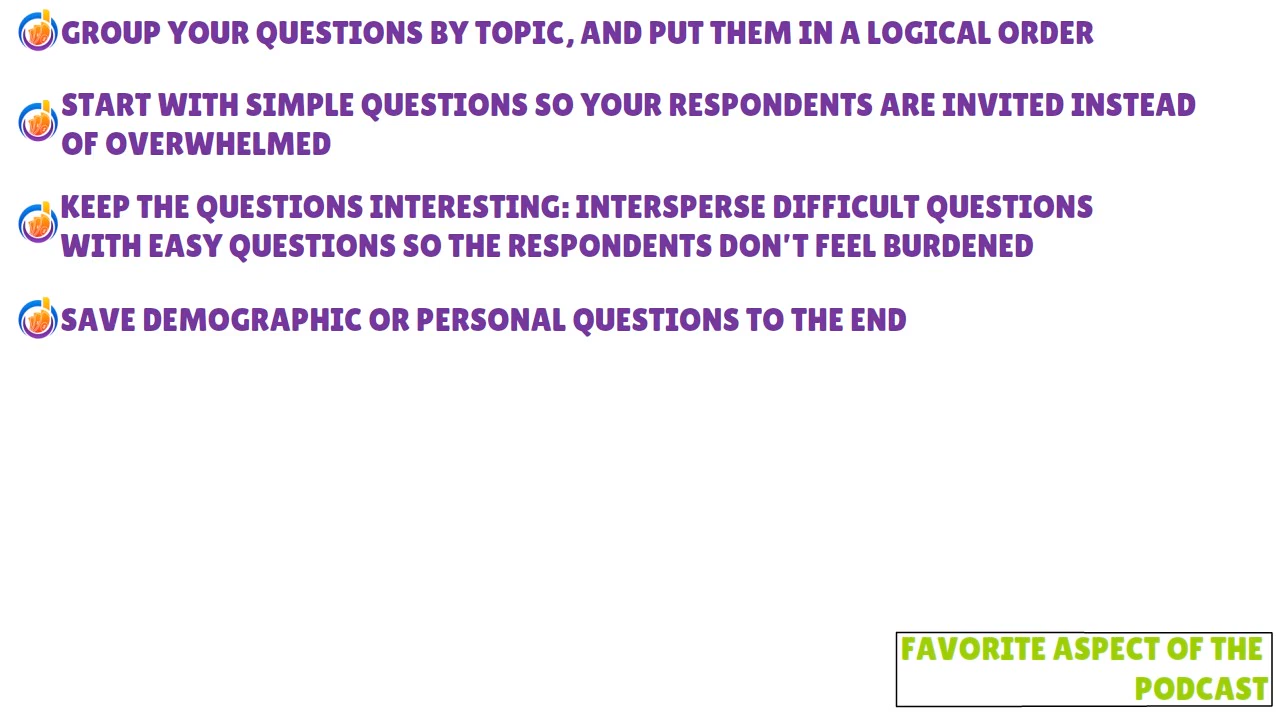 GROUP YOUR QUESTIONS BY TOPIC, AND PUT THEM IN A LOGICAL ORDER
START WITH SIMPLE QUESTIONS SO YOUR RESPONDENTS ARE INVITED INSTEAD
OF OVERWHELMED
KEEP THE QUESTIONS INTERESTING: INTERSPERSE DIFFICULT QUESTIONS
WITH EASY QUESTIONS SO THE RESPONDENTS DON'T FEEL BURDENED
SAVE DEMOGRAPHIC OR PERSONAL QUESTIONS TO THE END
FAVORITE ASPECT OF THE
PODCAST